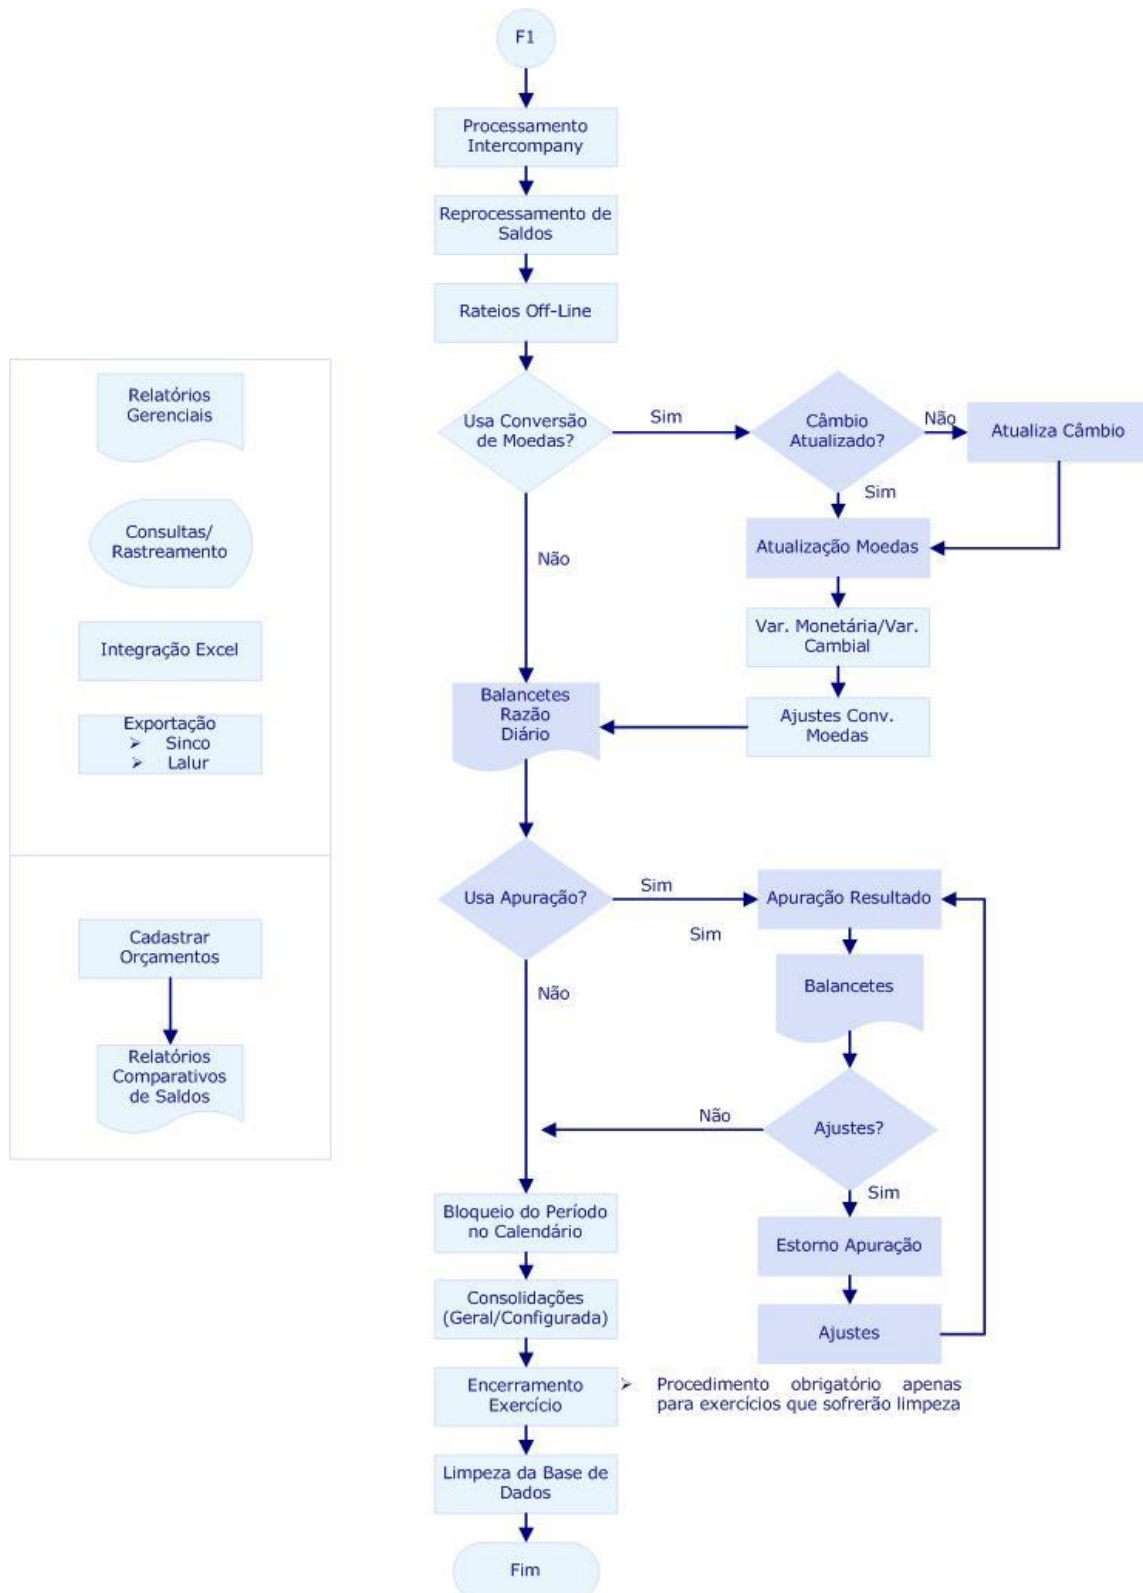 F1
Processamento
Intercompany
Reprocessamento de
Saldos
Rateios Off-Line
Usa Conversão
de Moedas?
Sim
Câmbio
Atualizado?
Não
Atualiza Câmbio
Sim
Não
Atualização Moedas
Var. Monetária/Var.
Cambial
Ajustes Conv.
Moedas
Balancetes
Razão
Diário
Usa Apuração?
Sim
Sim
Apuração Resultado
Não
Balancetes
Ajustes?
Não
Sim
Estorno Apuração
Ajustes
Bloqueio do Período
no Calendário
Consolidações
(Geral/Configurada)
Encerramento
Exercício
➢ Procedimento obrigatório apenas
para exercícios que sofrerão limpeza
Limpeza da Base de
Dados
Fim
Relatórios
Gerenciais
Consultas/
Rastreamento
Integração Excel
Exportação
➢ Sinco
➢ Lalur
Cadastrar
Orçamentos
Relatórios
Comparativos
de Saldos